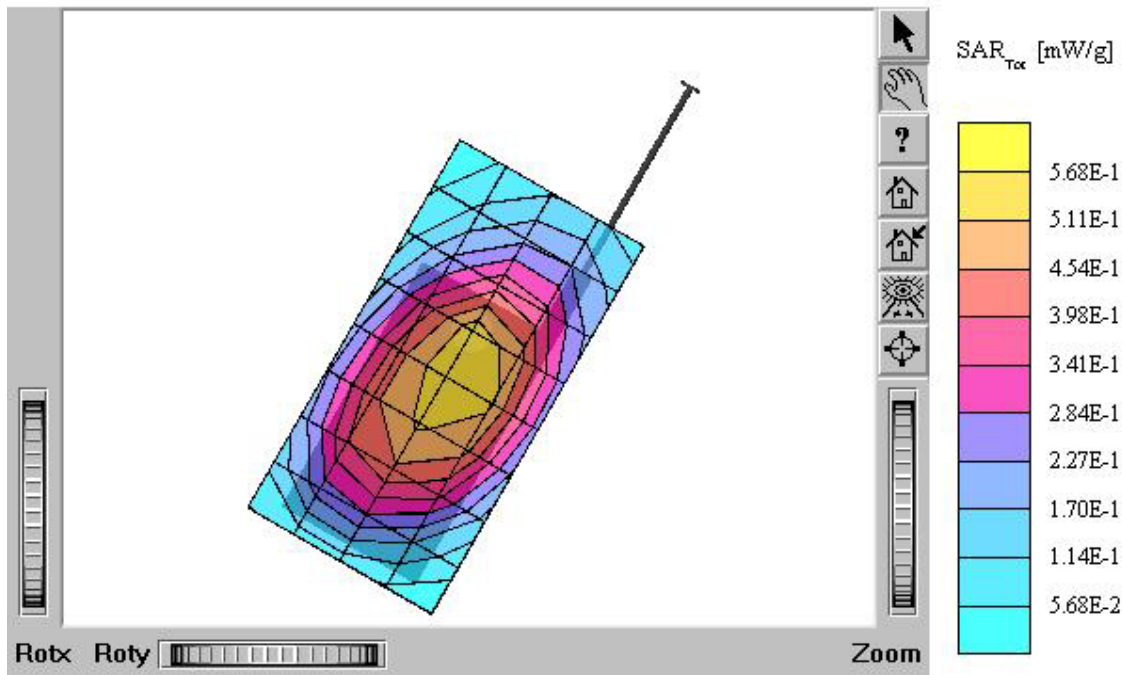 SAR_Tot [mW/g]
?
5.68E-1
5.11E-1
4.54E-1
3.98E-1
3.41E-1
2.84E-1
2.27E-1
1.70E-1
1.14E-1
5.68E-2
Rotx Roty Zoom